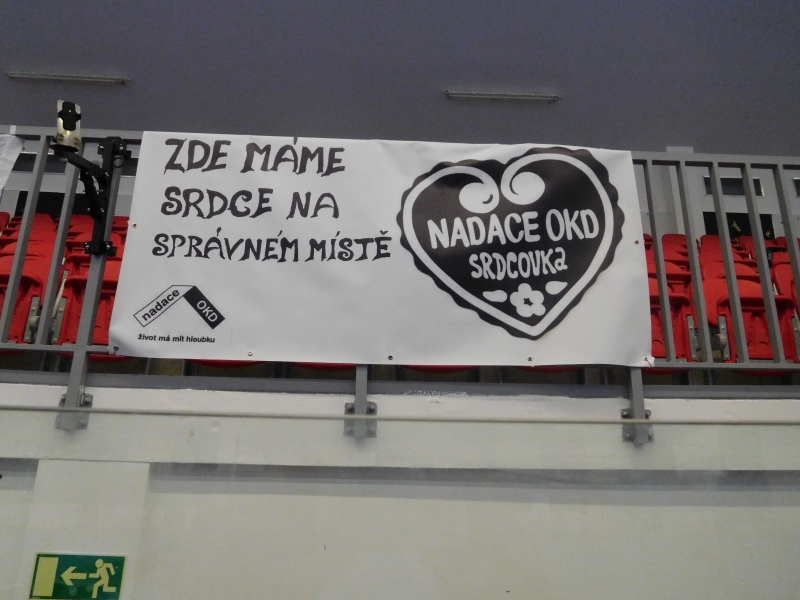 ZDE MÁME
SRDCE NA
SPRÁVNÉM MÍSTĚ
nadace OKD
život má mít hloubku
NADACE OKD
SRDCOVKA